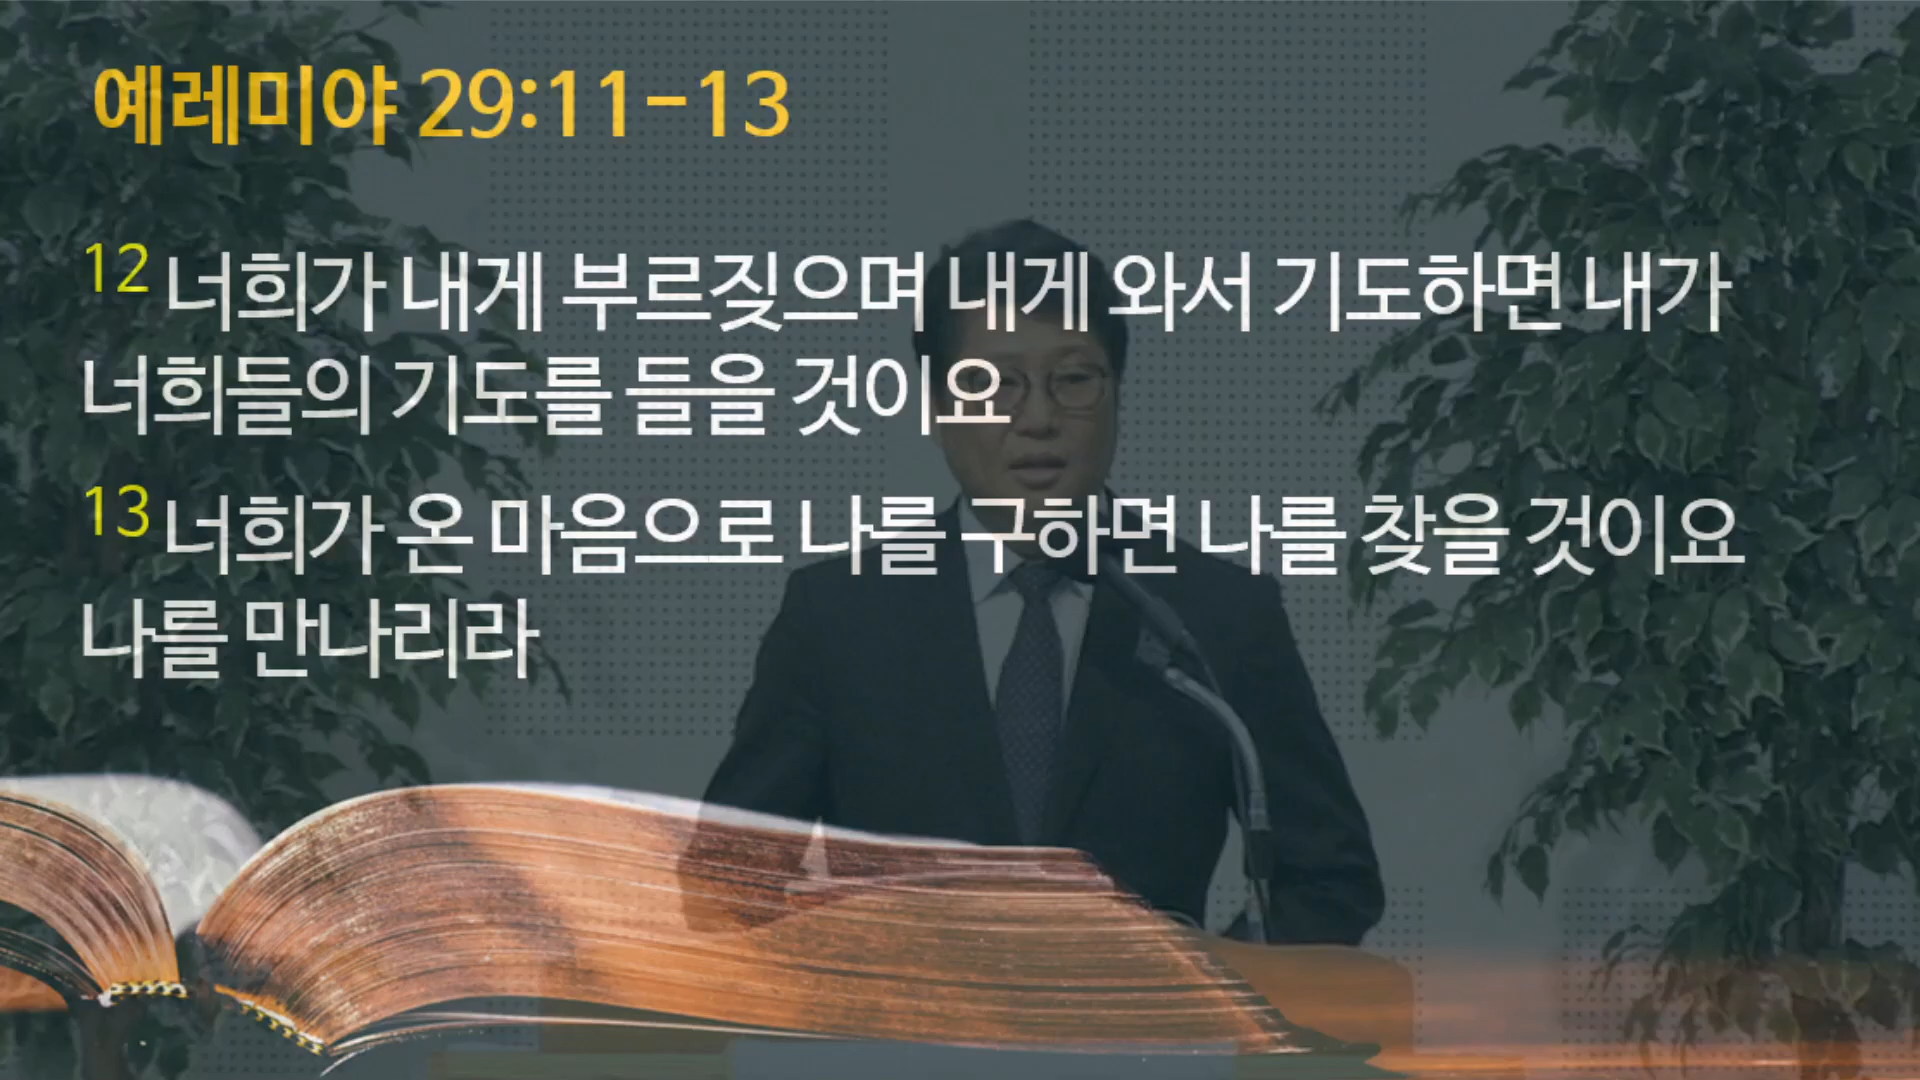 예레미야 29:11-13
12 너희가 내게 부르짖으며 내게 와서 기도하면 내가
너희들의 기도를 들을 것이요
13 너희가 온 마음으로 나를 구하면 나를 찾을 것이요
나를 만나리라